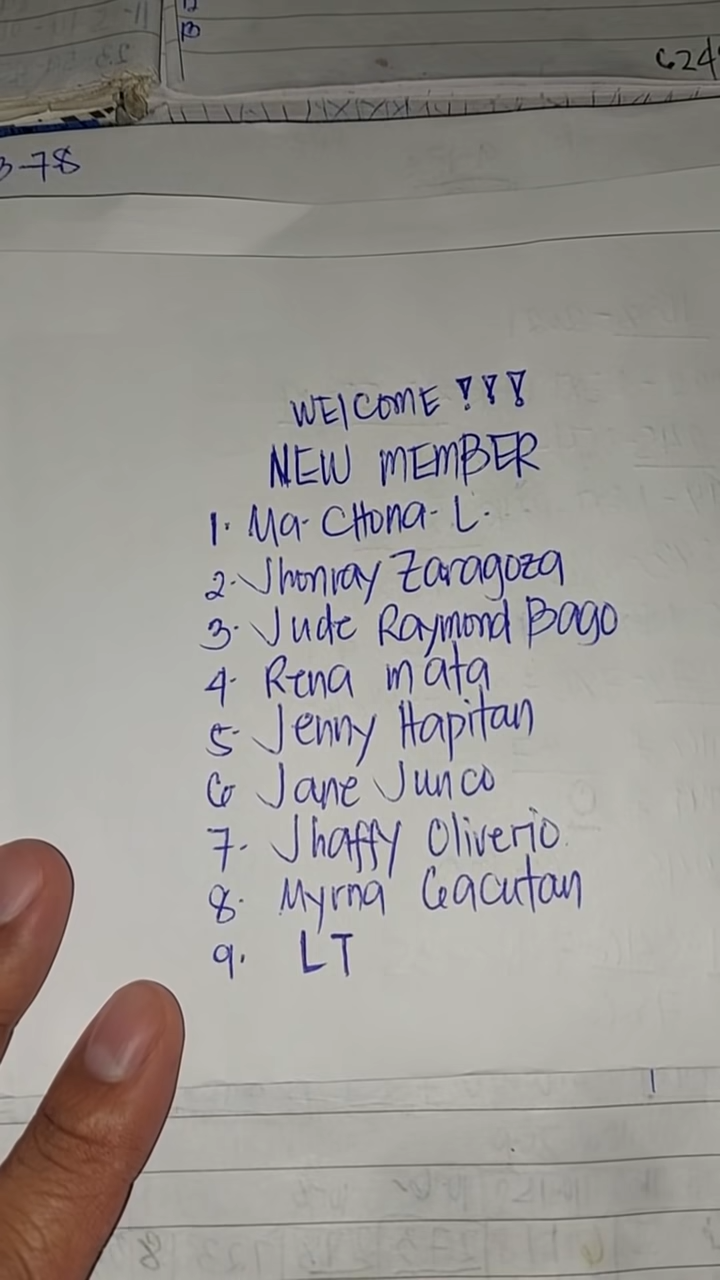 B
624
3-78
WElCOME !!!
NEW MEMBER
1. Ma- CHona- L.
2. Jhonray Zaragoza
3. Jude Raymond Bago
4. Rena mata
5. Jenny Hapitan
6 Jane Junco
7. Jhaffy Oliverio
8. Myrna Gacutan
9. LT